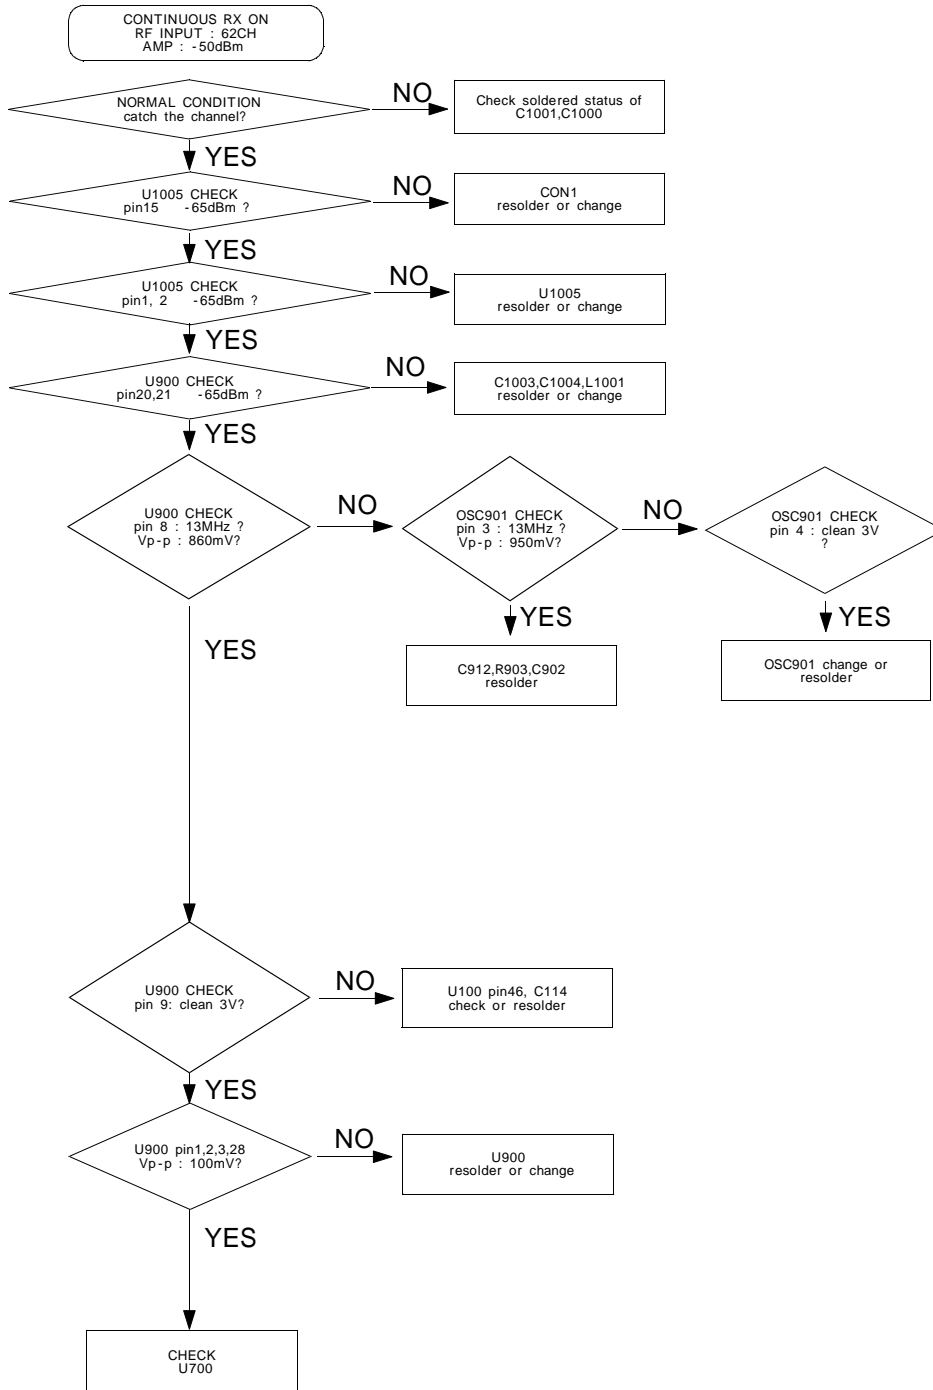 CONTINUOUS RX ON
RF INPUT : 62CH
AMP : -50dBm
NORMAL CONDITION
catch the channel?
NO
Check soldered status of
C1001,C1000
YES
U1005 CHECK
pin15 -65dBm ?
NO
CON1
resolder or change
YES
U1005 CHECK
pin1, 2 -65dBm ?
NO
U1005
resolder or change
YES
U900 CHECK
pin20,21 -65dBm ?
NO
C1003,C1004,L1001
resolder or change
YES
U900 CHECK
pin 8 : 13MHz ?
Vp-p : 860mV?
NO
OSC901 CHECK
pin 3 : 13MHz ?
Vp-p : 950mV?
NO
OSC901 CHECK
pin 4 : clean 3V
?
YES
YES
YES
C912,R903,C902
resolder
OSC901 change or
resolder
U900 CHECK
pin 9: clean 3V?
NO
U100 pin46, C114
check or resolder
YES
U900 pin1,2,3,28
Vp-p : 100mV?
NO
U900
resolder or change
YES
CHECK
U700